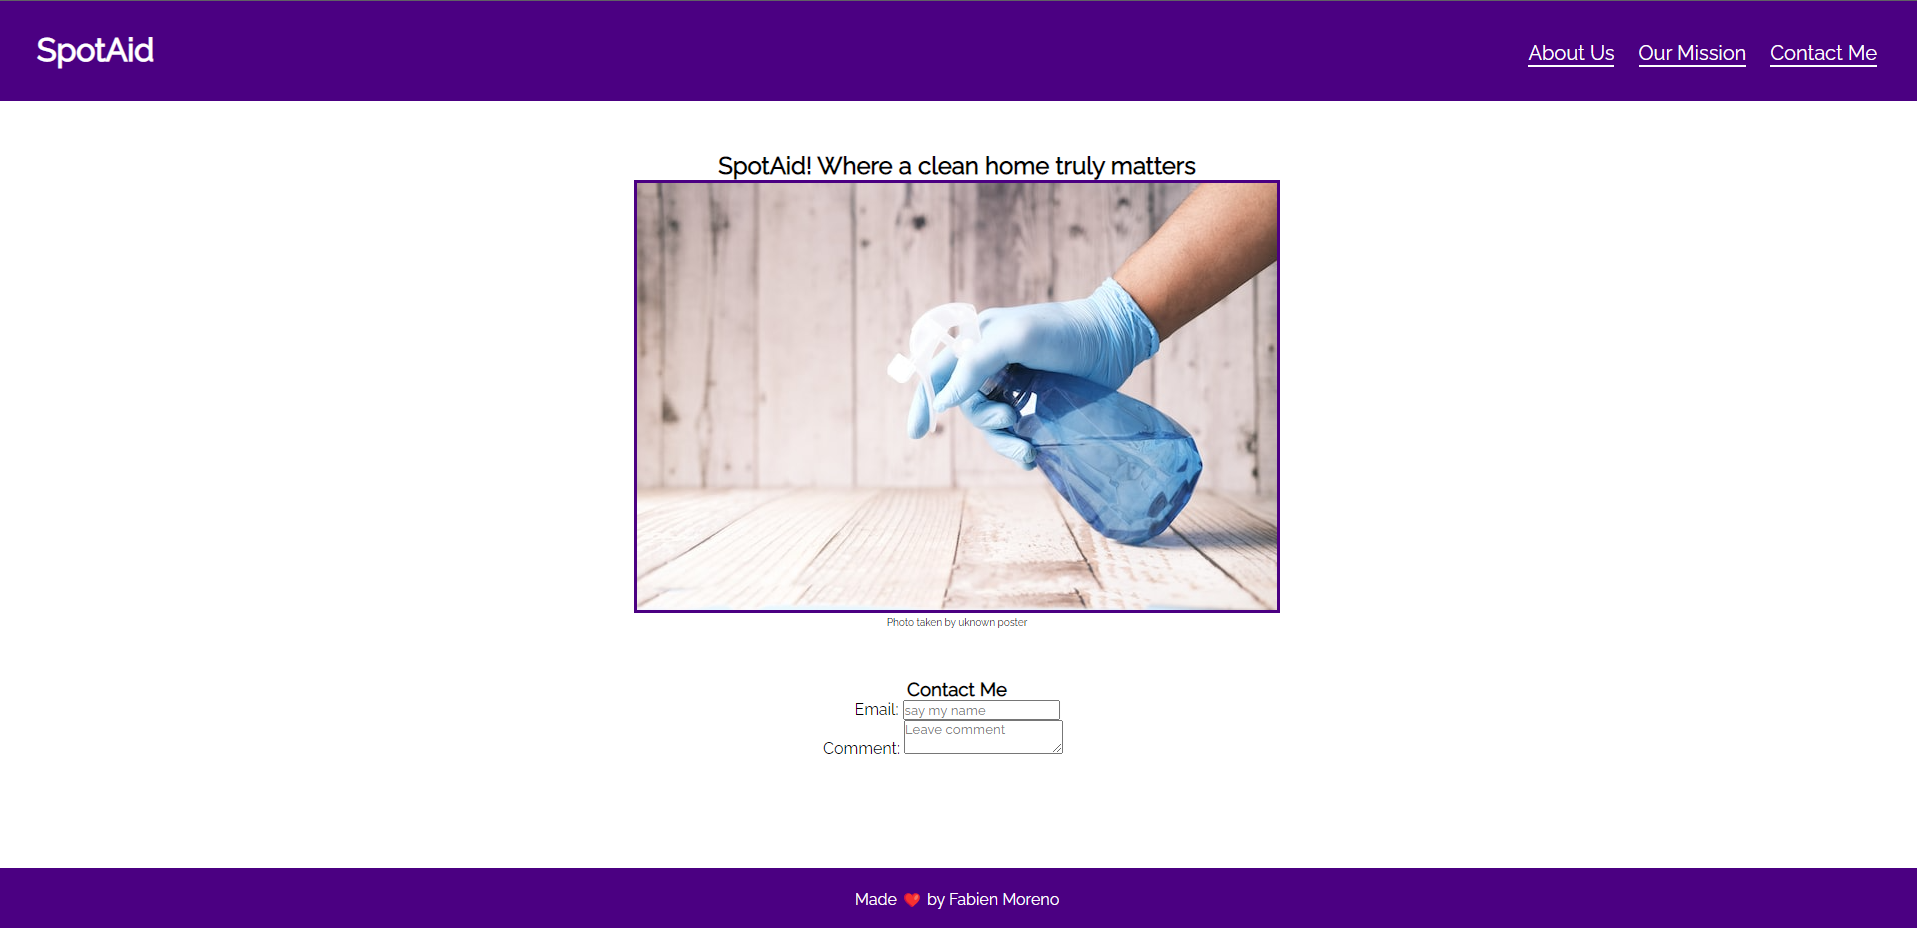 SpotAid
About Us Our Mission Contact Me
SpotAid! Where a clean home truly matters
Photo taken by uknown poster
Contact Me
Email: say my name
Comment: Leave comment
Made ❤️ by Fabien Moreno